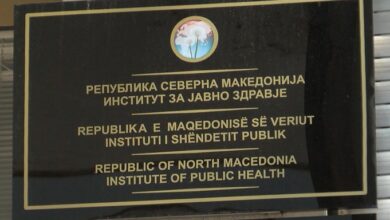 РЕПУБЛИКА СЕВЕРНА МАКЕДОНИЈА
ИНСТИТУТ ЗА ЈАВНО ЗДРАВЈЕ
REPUBLIKA E MAQEDONISË SË VERIUT
INSTITUTI I SHËNDETIT PUBLIK
REPUBLIC OF NORTH MACEDONIA
INSTITUTE OF PUBLIC HEALTH